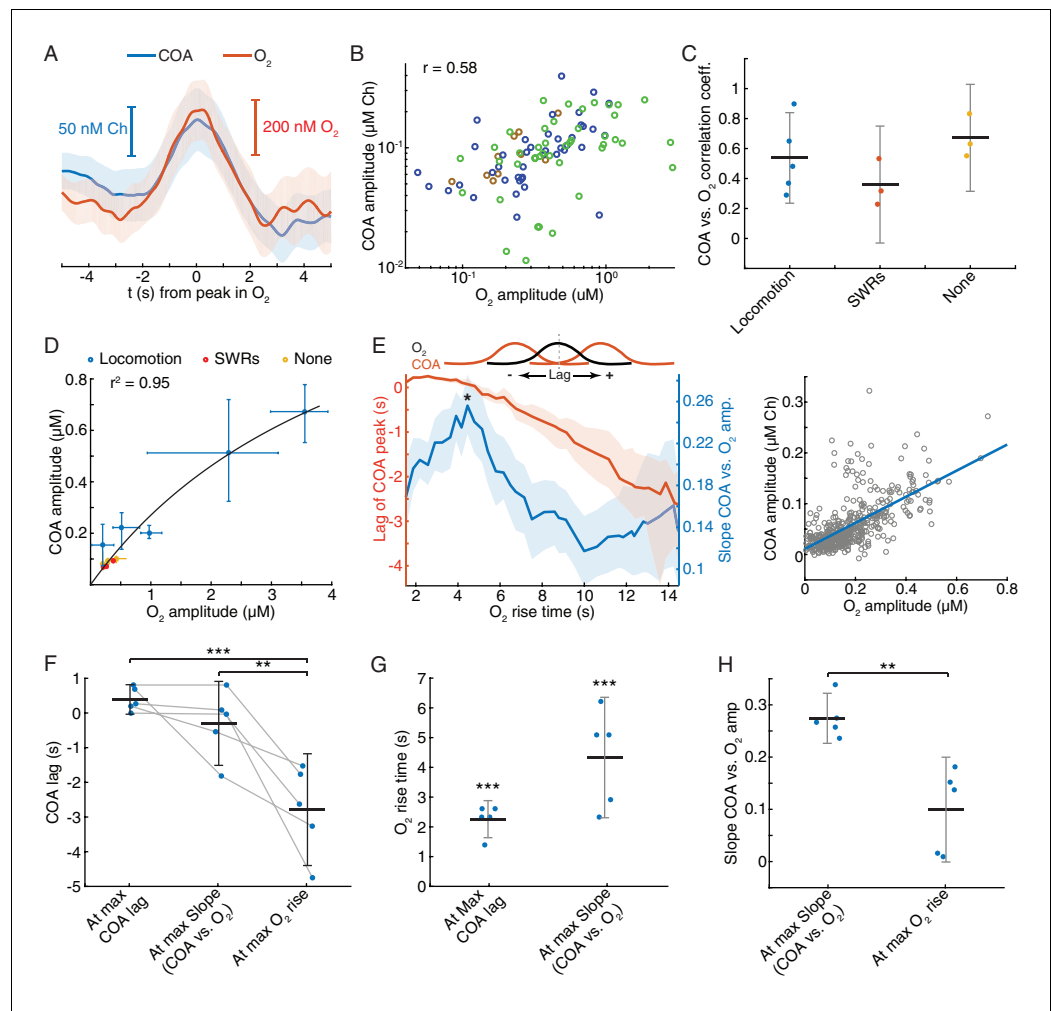 A
COA
O2
50 nM Ch
200 nM O2
-4
-2
0
2
4
t (s) from peak in O2
B
r = 0.58
COA amplitude (µM Ch)
10-1
10-2
10-1
100
O2 amplitude (uM)
C
COA vs. O2 correlation coeff.
1
0.8
0.6
0.4
0.2
0
Locomotion
SWRs
None
D
Locomotion
SWRs
None
r2 = 0.95
COA amplitude (µM)
0.8
0.6
0.4
0.2
1
2
3
4
O2 amplitude (µM)
E
O2
COA
-
Lag
+
*
Lag of COA peak (s)
0
-1
-2
-3
-4
2
4
6
8
10
12
14
O2 rise time (s)
0.26
0.22
0.18
0.14
0.1
Slope COA vs. O2 amp.
COA amplitude (µM Ch)
0.3
0.2
0.1
0
0
0.2
0.4
0.6
0.8
O2 amplitude (µM)
F
***
**
COA lag (s)
1
0
-1
-2
-3
-4
-5
At max
COA lag
At max Slope
(COA vs. O2)
At max O2 rise
G
***
***
O2 rise time (s)
7
6
5
4
3
2
1
0
At Max
COA lag
At max Slope
(COA vs. O2)
H
**
Slope COA vs. O2 amp
0.3
0.2
0.1
0
At max Slope
(COA vs. O2)
At max O2 rise